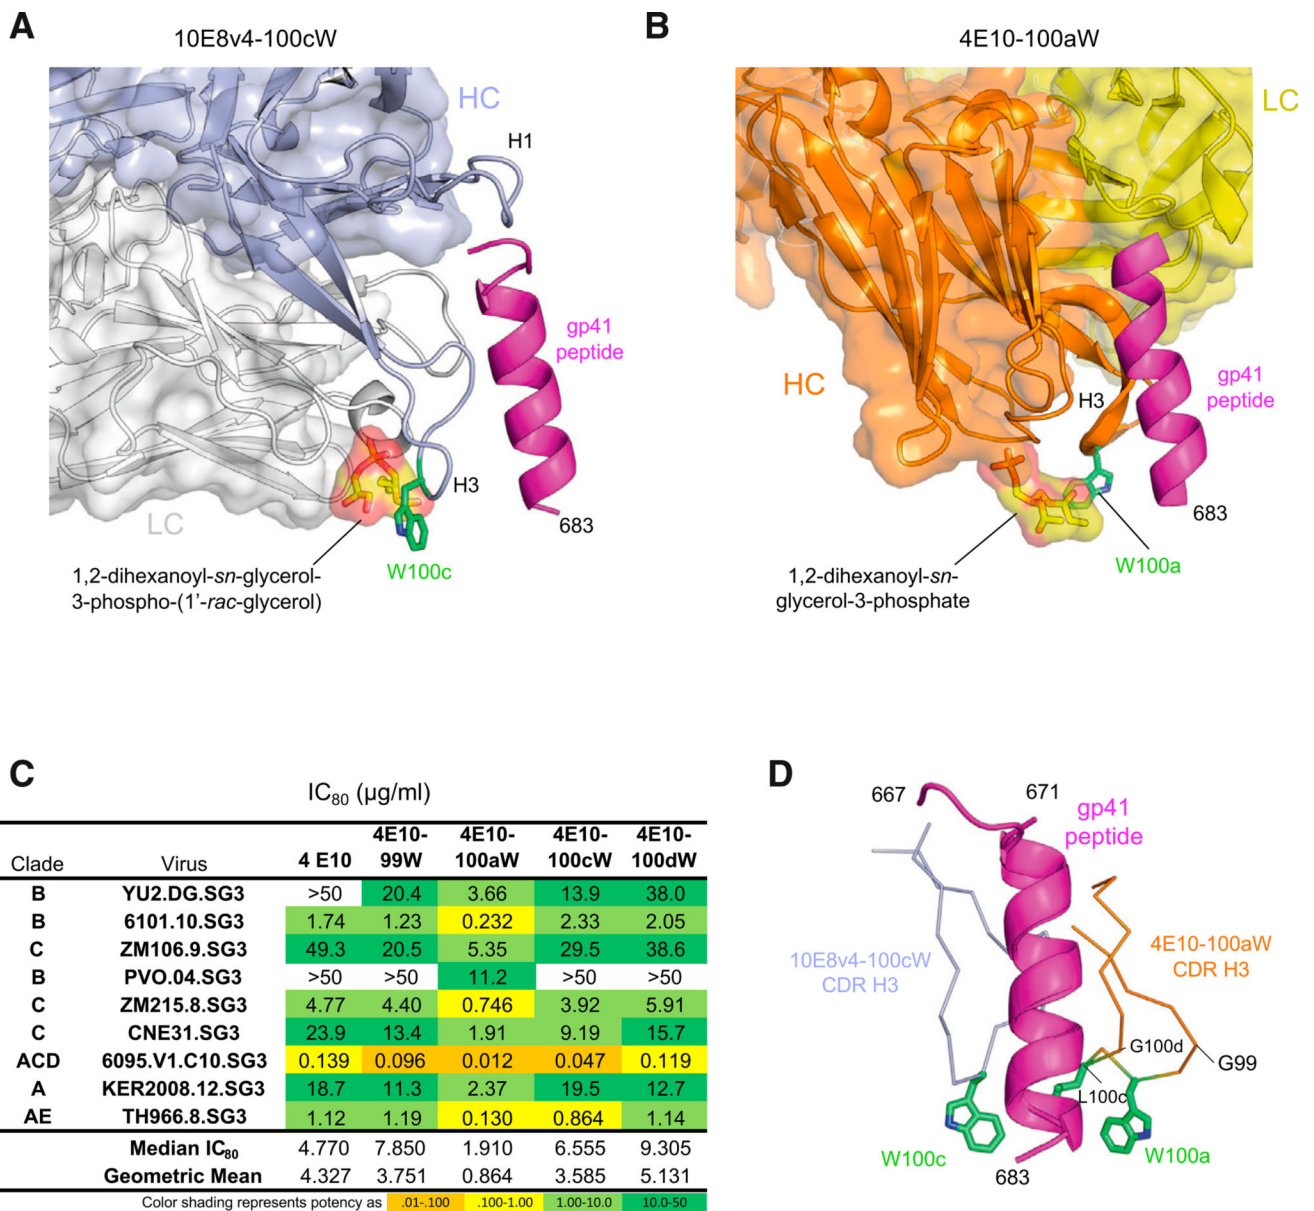 A
10E8v4-100cW
HC
H1
gp41
peptide
H3
683
LC
W100c
1,2-dihexanoyl-sn-glycerol-
3-phospho-(1'-rac-glycerol)
B
4E10-100aW
LC
HC
H3
gp41
peptide
683
W100a
1,2-dihexanoyl-sn-
glycerol-3-phosphate
C
IC80 (µg/ml)
Clade Virus 4 E10 4E10-99W 4E10-100aW 4E10-100cW 4E10-100dW
B YU2.DG.SG3 >50 20.4 3.66 13.9 38.0
B 6101.10.SG3 1.74 1.23 0.232 2.33 2.05
C ZM106.9.SG3 49.3 20.5 5.35 29.5 38.6
B PVO.04.SG3 >50 >50 11.2 >50 >50
C ZM215.8.SG3 4.77 4.40 0.746 3.92 5.91
C CNE31.SG3 23.9 13.4 1.91 9.19 15.7
ACD 6095.V1.C10.SG3 0.139 0.096 0.012 0.047 0.119
A KER2008.12.SG3 18.7 11.3 2.37 19.5 12.7
AE TH966.8.SG3 1.12 1.19 0.130 0.864 1.14
Median IC80 4.770 7.850 1.910 6.555 9.305
Geometric Mean 4.327 3.751 0.864 3.585 5.131
Color shading represents potency as .01-.100 .100-1.00 1.00-10.0 10.0-50
D
667
671
gp41
peptide
10E8v4-100cW
CDR H3
4E10-100aW
CDR H3
G100d
G99
L100c
W100c
W100a
683